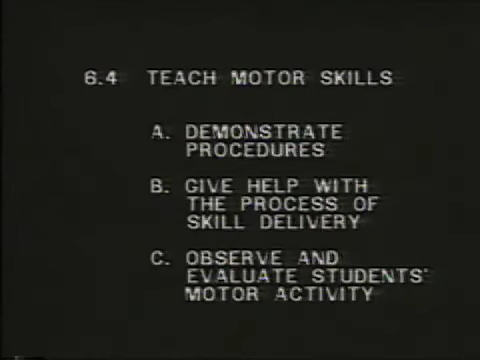 6.4 TEACH MOTOR SKILLS
A. DEMONSTRATE
PROCEDURES
B. GIVE HELP WITH
THE PROCESS OF
SKILL DELIVERY
C. OBSERVE AND
EVALUATE STUDENTS'
MOTOR ACTIVITY